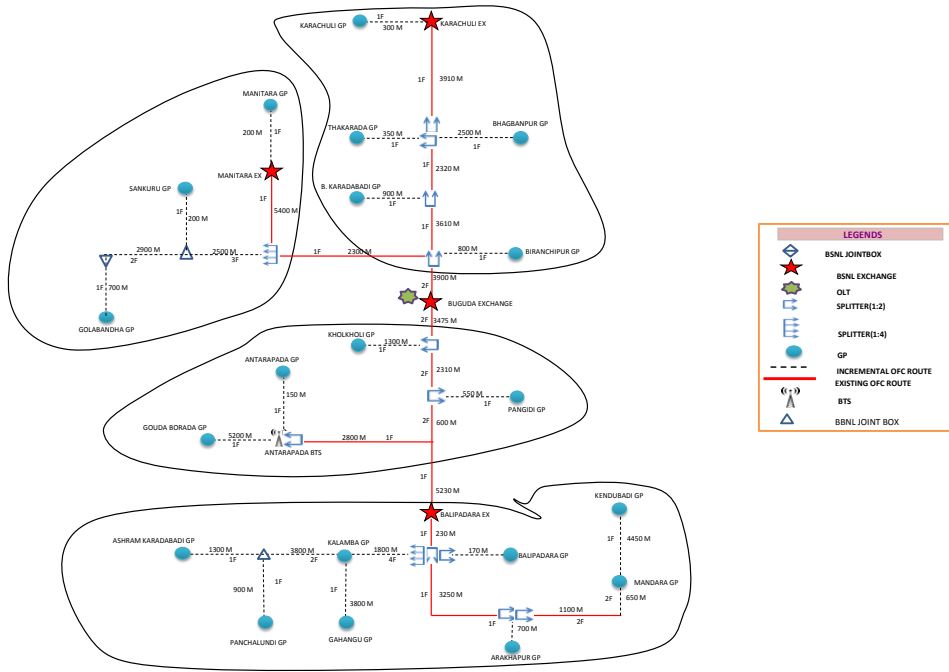 1F
KARACHULI GP
300 M
KARACHULI EX
1F
3910 M
MANITARA GP
THAKARADA GP
350 M
1F
2500 M
1F
BHAGBANPUR GP
200 M
1F
1F
2320 M
MANITARA EX
SANKURU GP
B. KARADABADI GP
900 M
1F
1F
5400 M
1F
200 M
1F
3610 M
2900 M
2F
2500 M
3F
1F
2300M
800 M
1F
BIRANCHIPUR GP
1F
700 M
3900 M
2F
GOLABANDHA GP
BUGUDA EXCHANGE
2F
3475 M
KHOLKHOLI GP
1300M
1F
ANTARAPADA GP
2F
2310 M
150 M
1F
550 M
1F
PANGIDI GP
GOUDA BORADA GP
5200 M
1F
2F
600 M
2800 M
1F
ANTARAPADA BTS
1F
5230 M
KENDUBADI GP
BALIPADARA EX
1F
230 M
1F
4450 M
ASHRAM KARADABADI GP
1300 M
1F
3800 M
2F
KALAMBA GP
1800 M
4F
170 M
BALIPADARA GP
1F
900 M
1F
3800 M
1F
3250 M
MANDARA GP
2F
650 M
1100 M
2F
1F
700 M
PANCHALUNDI GP
GAHANGU GP
ARAKHAPUR GP
LEGENDS
BSNL JOINTBOX
BSNL EXCHANGE
OLT
SPLITTER(1:2)
SPLITTER(1:4)
GP
INCREMENTAL OFC ROUTE
EXISTING OFC ROUTE
BTS
BBNL JOINT BOX